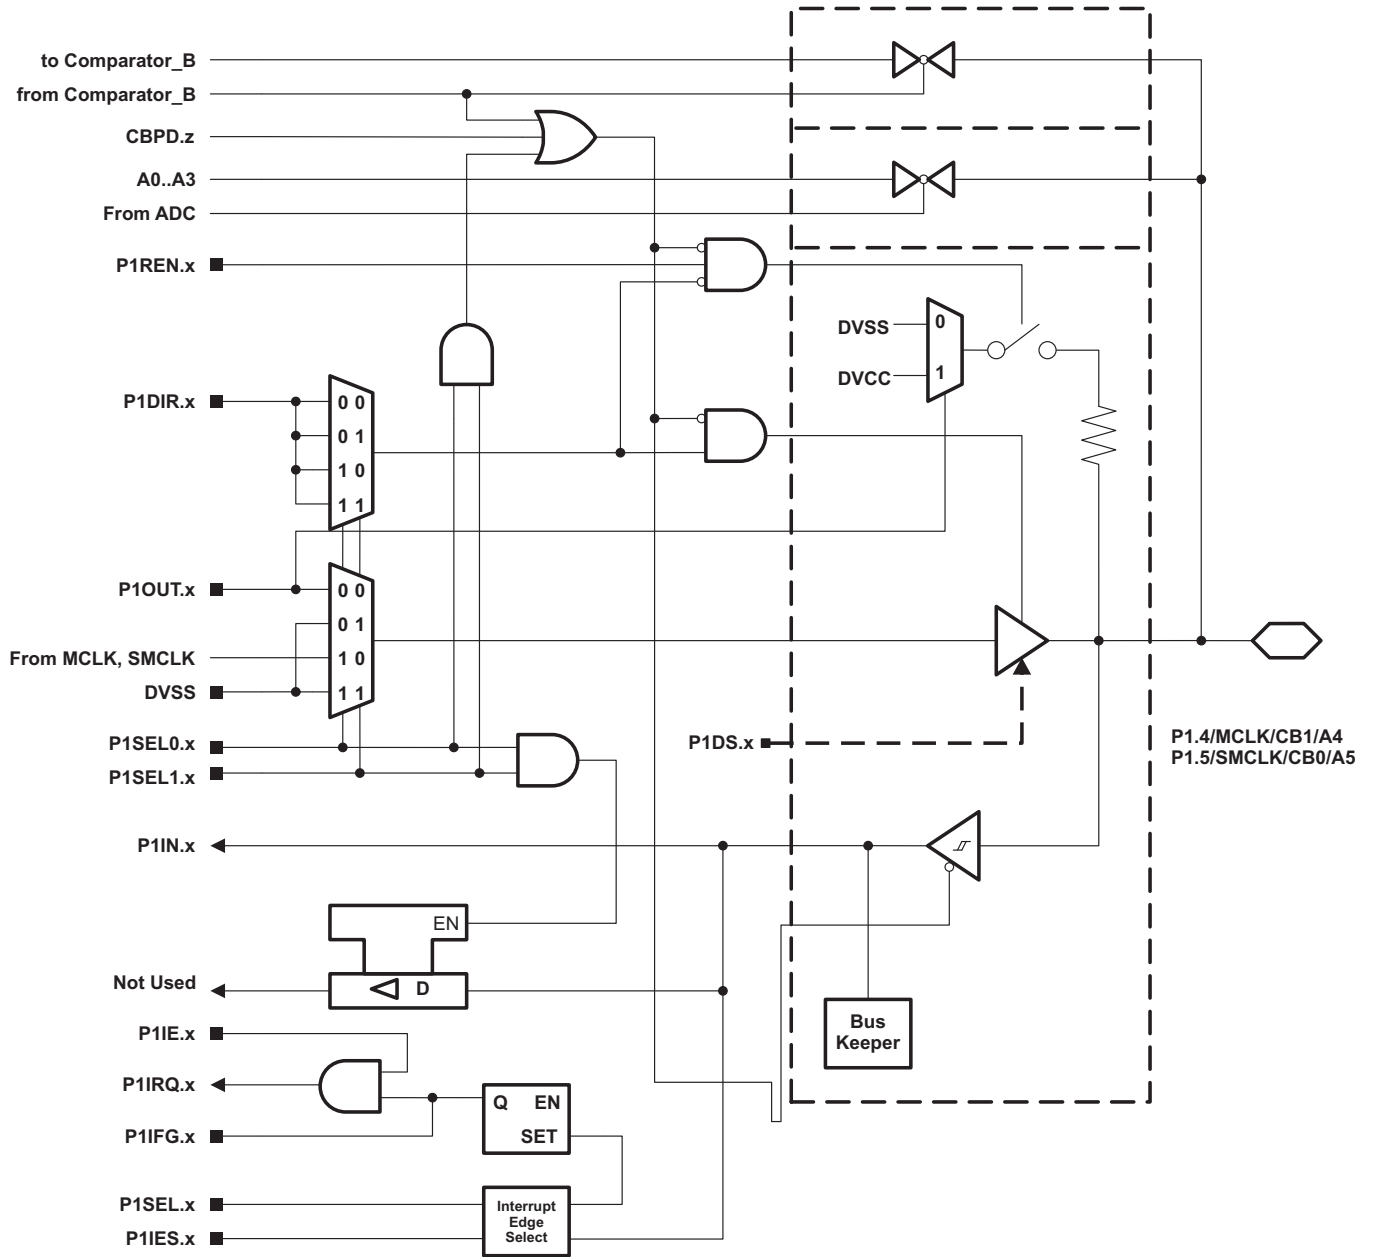 to Comparator_B
from Comparator_B
CBPD.z
A0..A3
From ADC
P1REN.x
DVSS
0
DVCC
1
P1DIR.x
0 0
0 1
1 0
1 1
P1OUT.x
0 0
0 1
From MCLK, SMCLK
1 0
DVSS
1 1
P1SEL0.x
P1SEL1.x
P1DS.x
P1.4/MCLK/CB1/A4
P1.5/SMCLK/CB0/A5
P1IN.x
EN
Not Used
D
Bus
Keeper
P1IE.x
P1IRQ.x
Q EN
SET
P1IFG.x
P1SEL.x
P1IES.x
Interrupt
Edge
Select